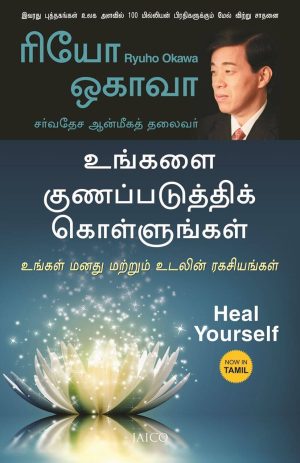 இவரது புத்தகங்கள் உலக அளவில் 100 மில்லியன் பிரதிகளுக்கும் மேல் விற்று சாதனை
ரியோ
Ryuho Okawa
ஒகாவா
சர்வதேச ஆன்மீகத் தலைவர்
உங்களை
குணப்படுத்திக்
கொள்ளுங்கள்
உங்கள் மனது மற்றும் உடலின் ரகசியங்கள்
Heal
Yourself
NOW IN
TAMIL
JAICO